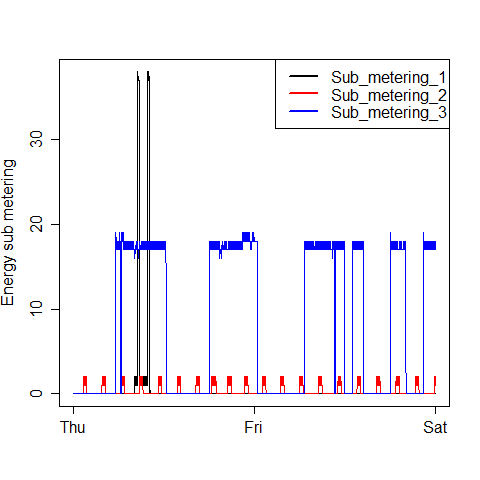 Sub_metering_1
Sub_metering_2
Sub_metering_3
Energy sub metering
30
20
10
0
Thu
Fri
Sat